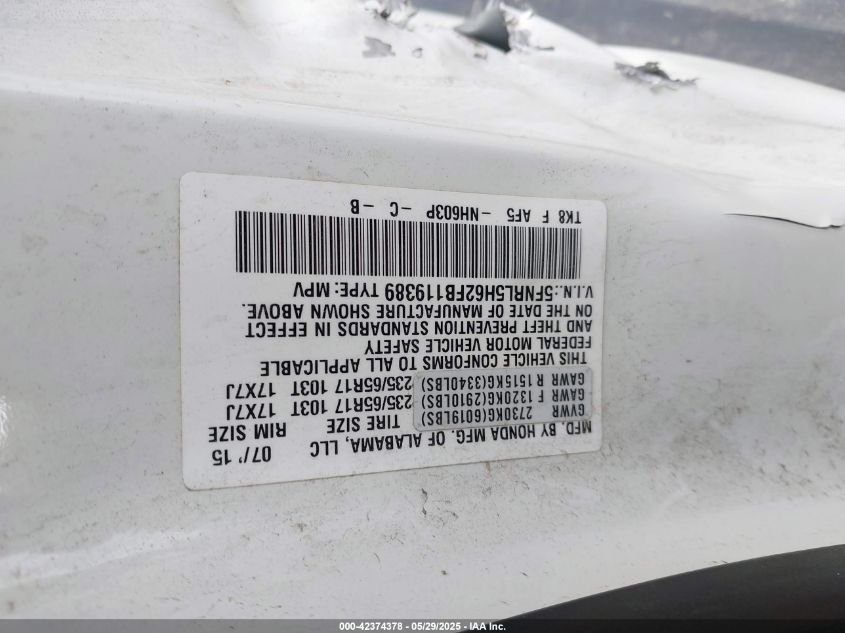 MFD. BY HONDA MFG. OF ALABAMA, LLC 07/'15
GVWR 2730KG(6019LBS) TIRE SIZE RIM SIZE
GAWR F 1320KG(2910LBS) 235/65R17 103T 17X7J
GAWR R 1515KG(3340LBS) 235/65R17 103T 17X7J
THIS VEHICLE CONFORMS TO ALL APPLICABLE
FEDERAL MOTOR VEHICLE SAFETY
AND THEFT PREVENTION STANDARDS IN EFFECT
ON THE DATE OF MANUFACTURE SHOWN ABOVE.
V.I.N.:5FNRL5H62FB119389 TYPE: MPV
TK8 F AF5 -NH603P -C -B
000-42374378 - 05/29/2025 - IAA Inc.